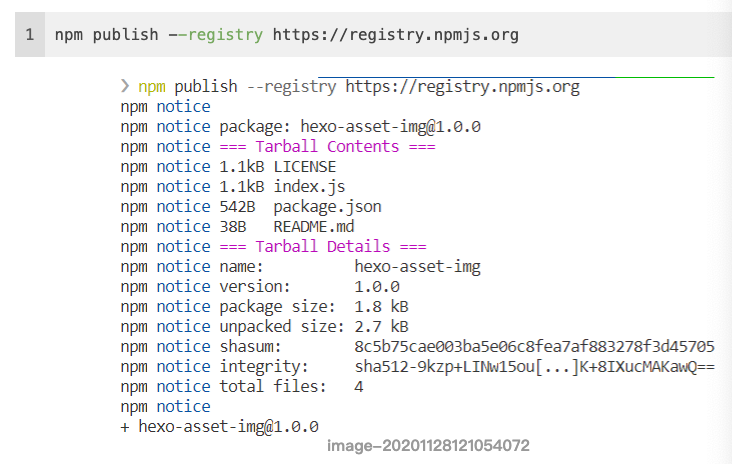 1 npm publish --registry https://registry.npmjs.org
❯ npm publish --registry https://registry.npmjs.org
npm notice
npm notice package: hexo-asset-img@1.0.0
npm notice === Tarball Contents ===
npm notice 1.1kB LICENSE
npm notice 1.1kB index.js
npm notice 542B package.json
npm notice 38B README.md
npm notice === Tarball Details ===
npm notice name: hexo-asset-img
npm notice version: 1.0.0
npm notice package size: 1.8 kB
npm notice unpacked size: 2.7 kB
npm notice shasum: 8c5b75cae003ba5e06c8fea7af883278f3d45705
npm notice integrity: sha512-9kzp+LINw15ou[...]K+8IXucMAKawQ==
npm notice total files: 4
npm notice
+ hexo-asset-img@1.0.0
image-20201128121054072